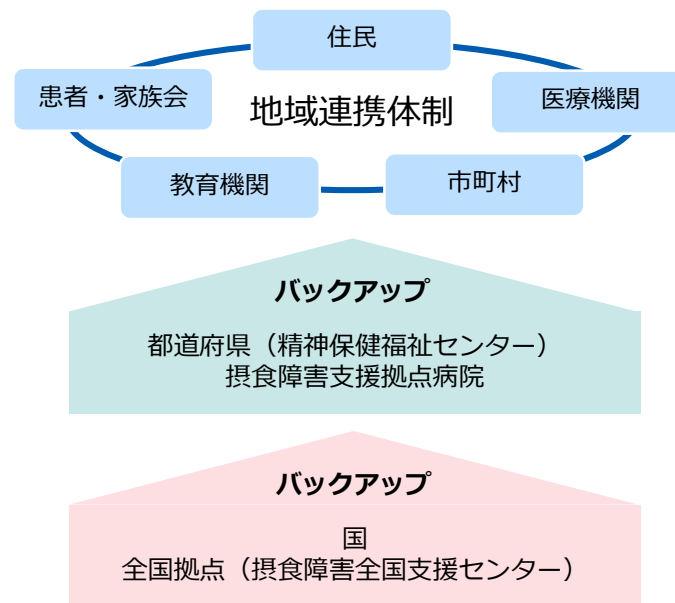 住民
患者・家族会
地域連携体制
医療機関
教育機関
市町村
バックアップ
都道府県（精神保健福祉センター）
摂食障害支援拠点病院
バックアップ
国
全国拠点（摂食障害全国支援センター）